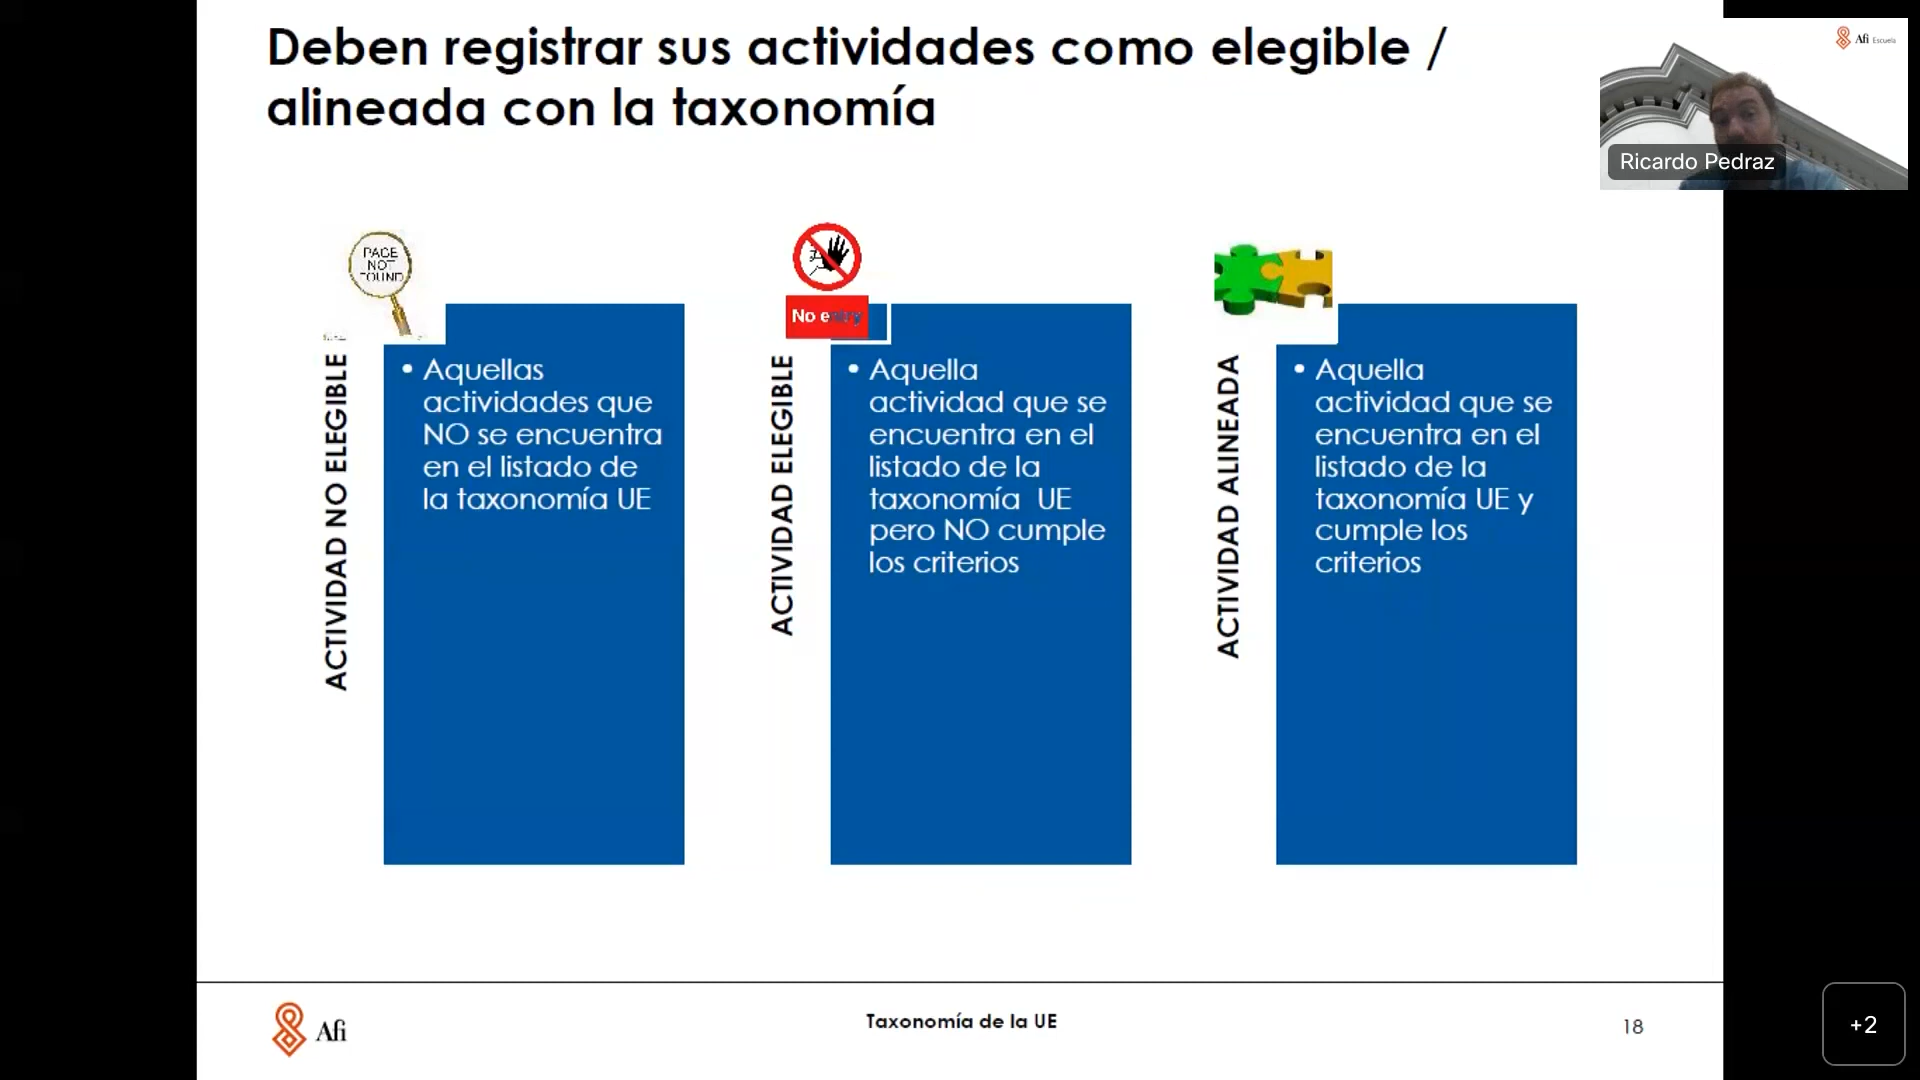 Deben registrar sus actividades como elegible /
alineada con la taxonomía
Afi Escuela
Ricardo Pedraz
PAGE
NOT
FOUND
ACTIVIDAD NO ELEGIBLE
• Aquellas
actividades que
NO se encuentra
en el listado de
la taxonomía UE
No entry
ACTIVIDAD ELEGIBLE
• Aquella
actividad que se
encuentra en el
listado de la
taxonomía UE
pero NO cumple
los criterios
ACTIVIDAD ALINEADA
• Aquella
actividad que se
encuentra en el
listado de la
taxonomía UE y
cumple los
criterios
Afi
Taxonomía de la UE
18
+2